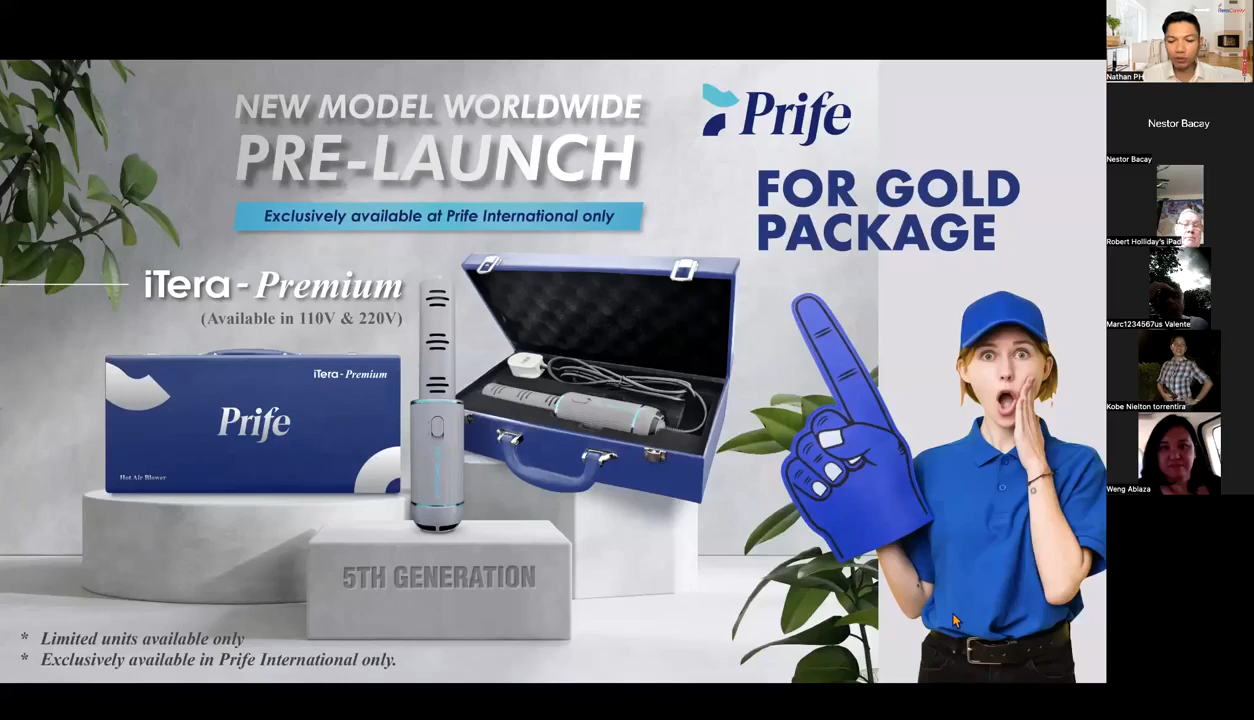 NEW MODEL WORLDWIDE
PRE-LAUNCH
Exclusively available at Prife International only
Prife
FOR GOLD
PACKAGE
iTera - Premium
(Available in 110V & 220V)
iTera - Premium
Prife
Hot Air Blower
5TH GENERATION
* Limited units available only
* Exclusively available in Prife International only.
Nathan PH
Nestor Bacay
Nestor Bacay
Robert Holliday's iPad
Marc1234567us Valente
Kobe Nielton torrentira
Weng Ablaza